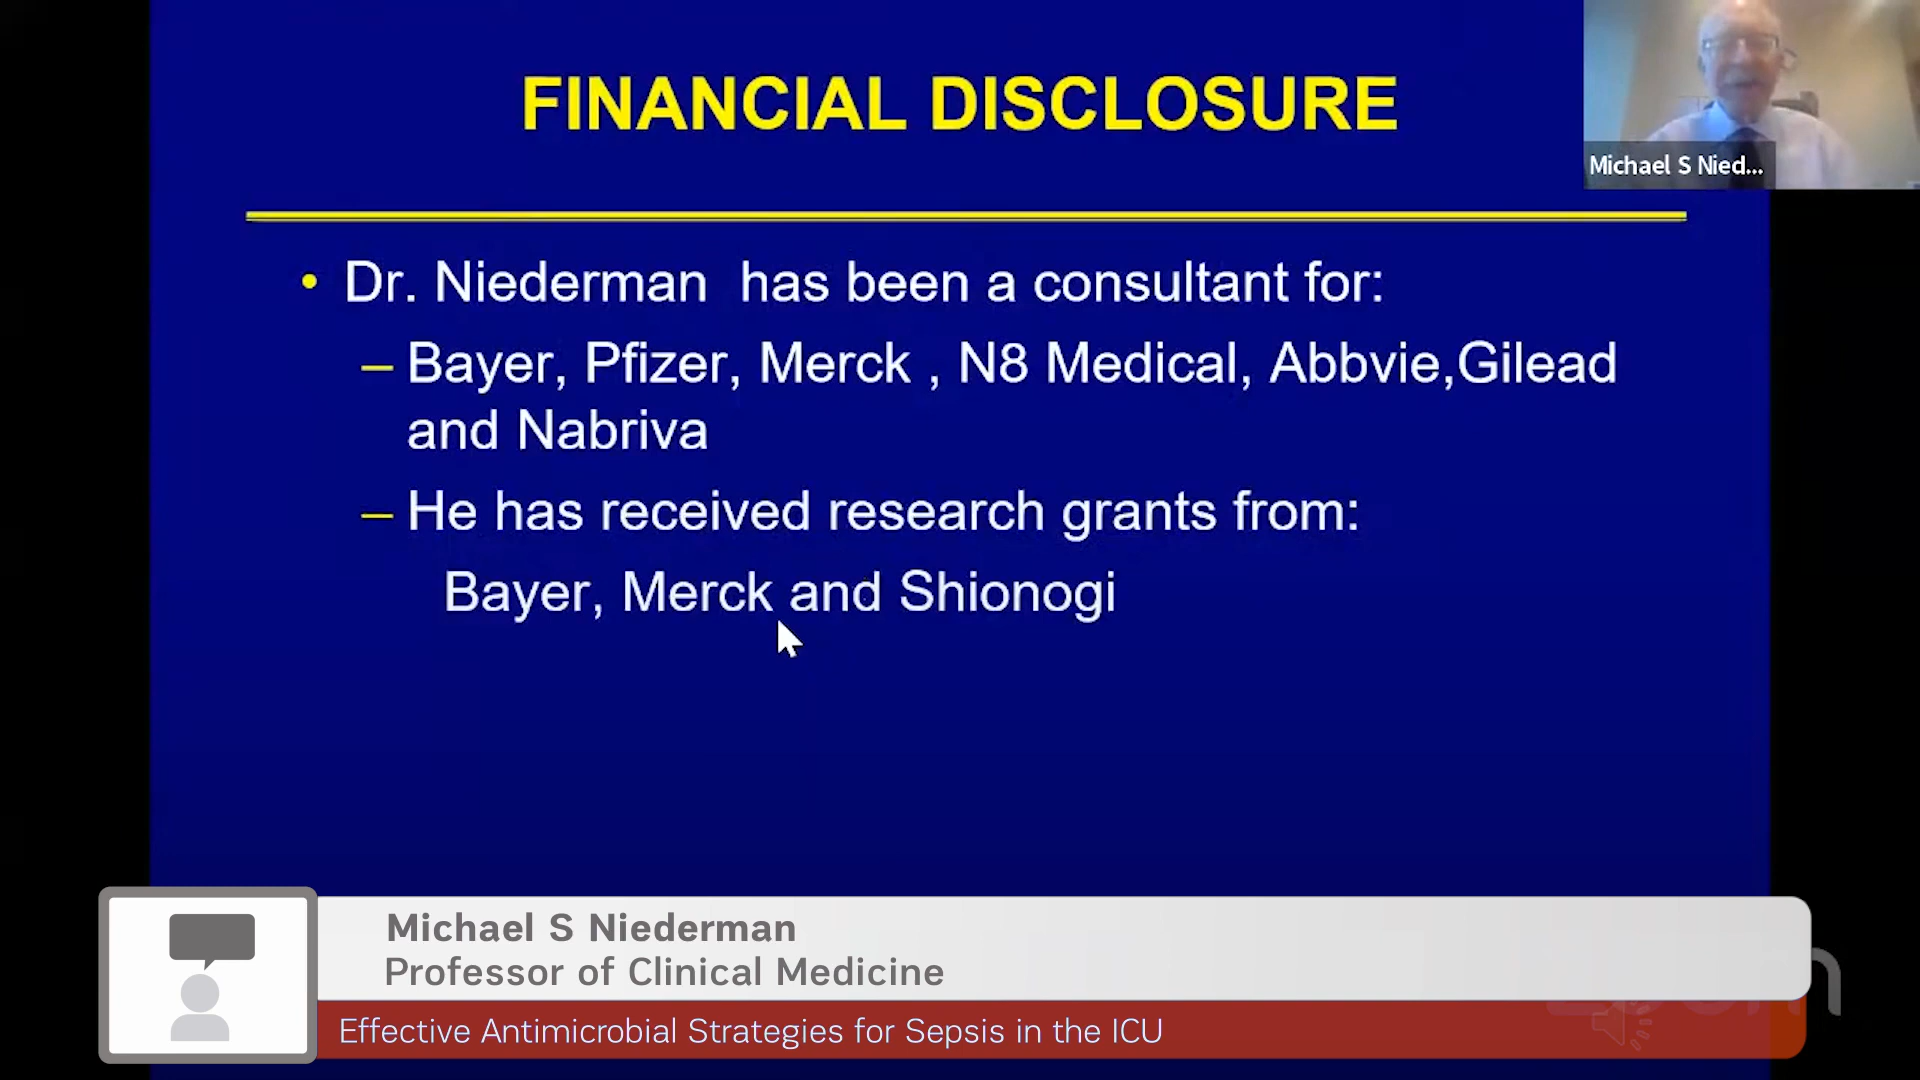 FINANCIAL DISCLOSURE
Michael S Nied...
• Dr. Niederman has been a consultant for:
– Bayer, Pfizer, Merck , N8 Medical, Abbvie,Gilead
and Nabriva
– He has received research grants from:
Bayer, Merck and Shionogi
Michael S Niederman
Professor of Clinical Medicine
Effective Antimicrobial Strategies for Sepsis in the ICU